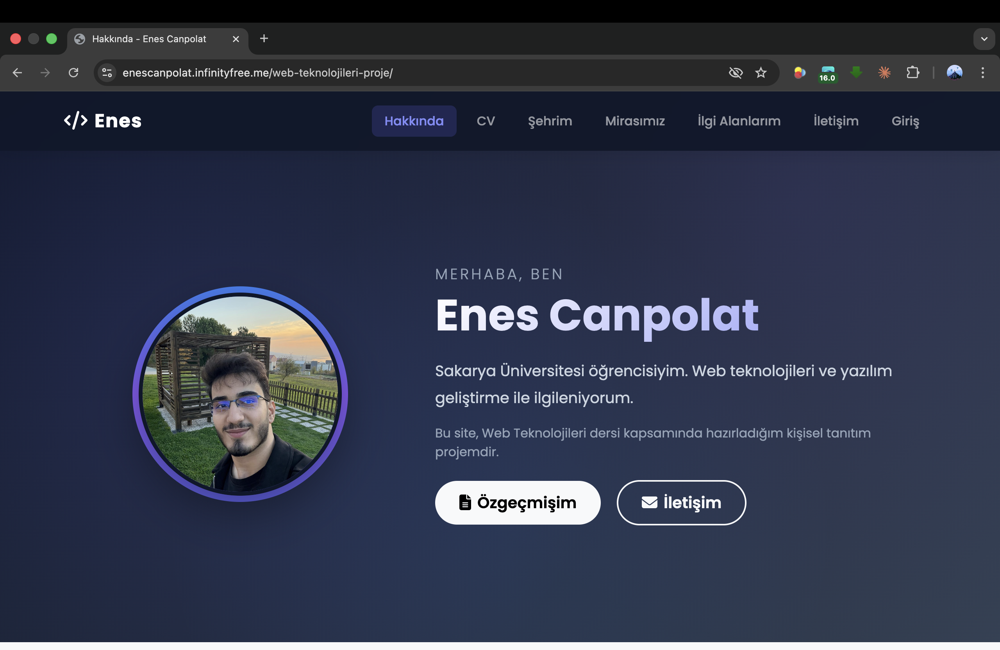 Hakkında - Enes Canpolat
enescanpolat.infinityfree.me/web-teknolojileri-proje/
16.0
</> Enes
Hakkında CV Şehrim Mirasımız İlgi Alanlarım İletişim Giriş
MERHABA, BEN
Enes Canpolat
Sakarya Üniversitesi öğrencisiyim. Web teknolojileri ve yazılım
geliştirme ile ilgileniyorum.
Bu site, Web Teknolojileri dersi kapsamında hazırladığım kişisel tanıtım
projemdir.
Özgeçmişim İletişim